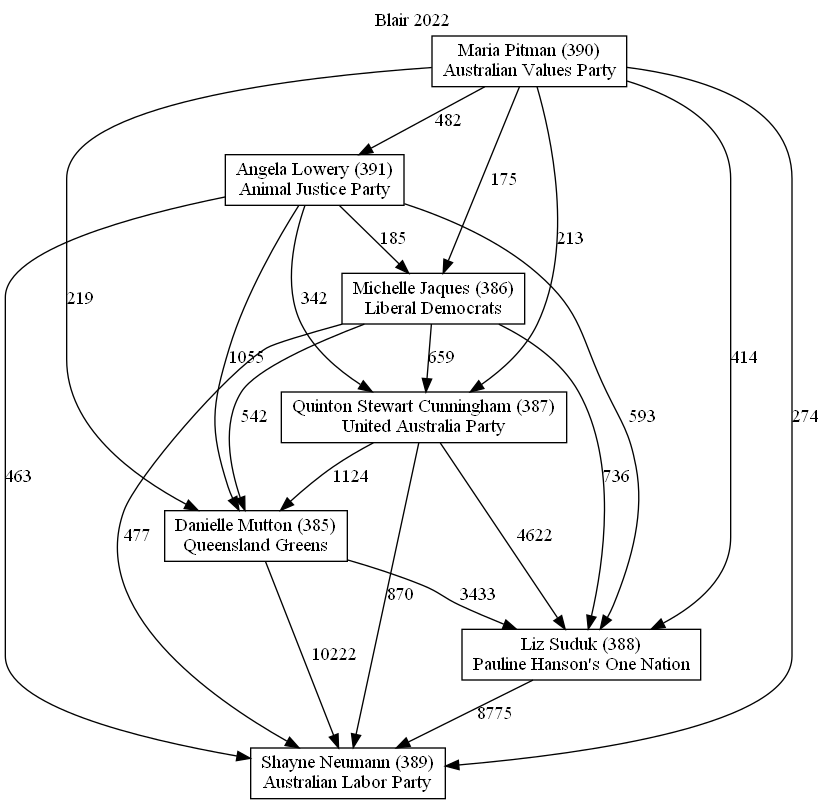 Blair 2022
Maria Pitman (390)
Australian Values Party
482
175
213
219
414
274
Angela Lowery (391)
Animal Justice Party
185
342
1055
593
463
Michelle Jaques (386)
Liberal Democrats
659
542
736
477
Quinton Stewart Cunningham (387)
United Australia Party
1124
4622
870
Danielle Mutton (385)
Queensland Greens
3433
10222
Liz Suduk (388)
Pauline Hanson's One Nation
8775
Shayne Neumann (389)
Australian Labor Party